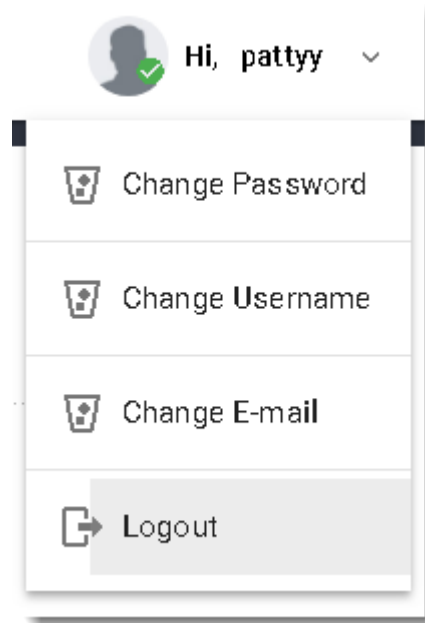 Hi, pattyy
Change Password
Change Username
Change E-mail
Logout